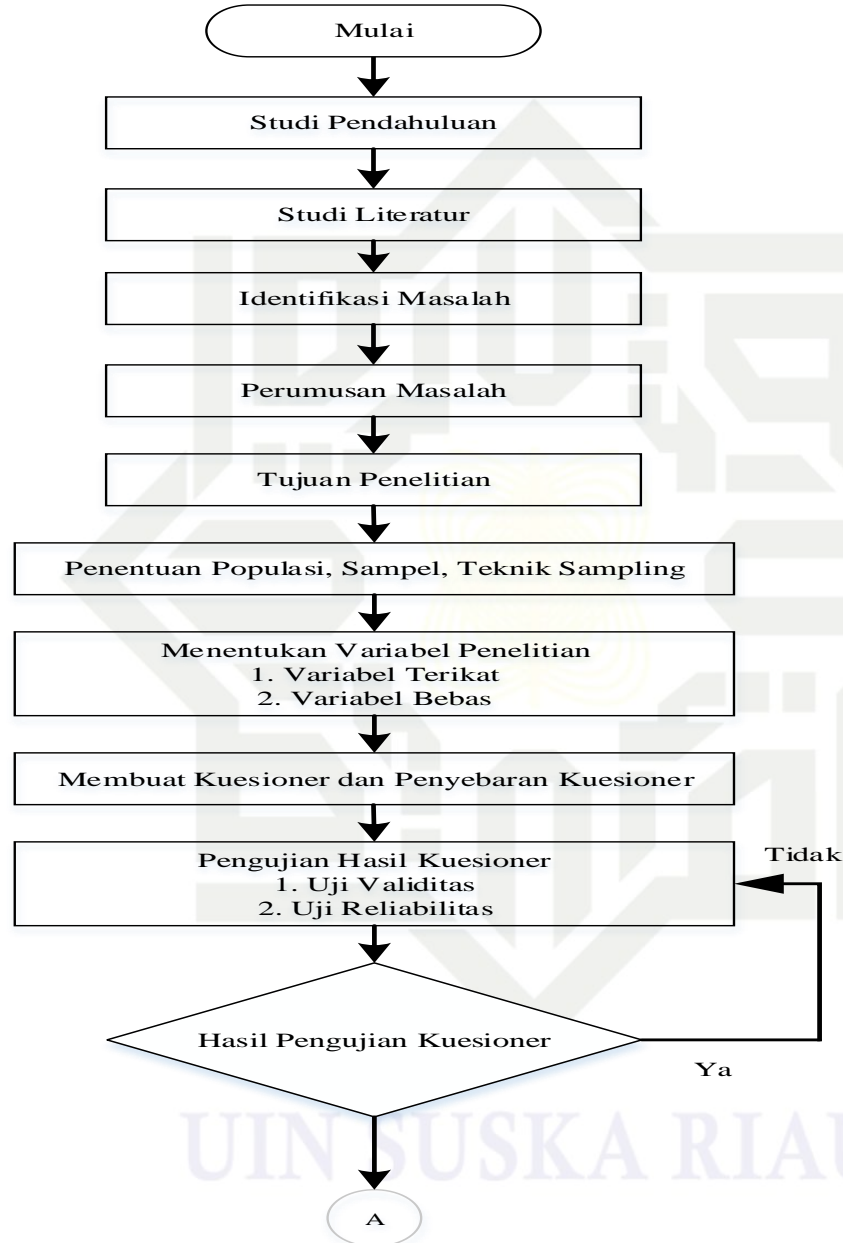 Mulai
Studi Pendahuluan
Studi Literatur
Identifikasi Masalah
Perumusan Masalah
Tujuan Penelitian
Penentuan Populasi, Sampel, Teknik Sampling
Menentukan Variabel Penelitian
1. Variabel Terikat
2. Variabel Bebas
Membuat Kuesioner dan Penyebaran Kuesioner
Pengujian Hasil Kuesioner
1. Uji Validitas
2. Uji Reliabilitas
Tidak
Hasil Pengujian Kuesioner
Ya
UIN SUSKA RIAU
A